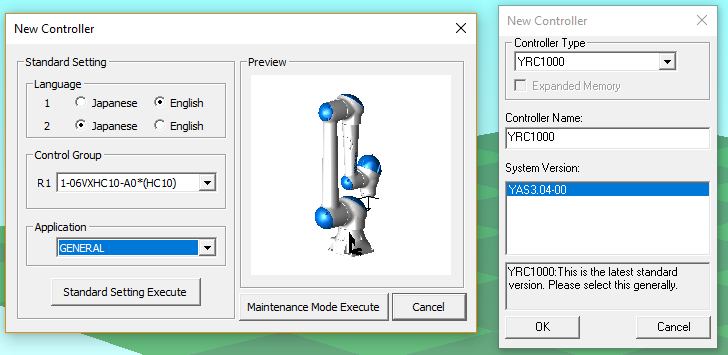 New Controller
Standard Setting
Language
1 Japanese English
2 Japanese English
Control Group
R1 1-06VXHC10-A0*(HC10)
Application
GENERAL
Standard Setting Execute
Preview
Maintenance Mode Execute
Cancel
New Controller
Controller Type
YRC1000
Expanded Memory
Controller Name:
YRC1000
System Version:
YAS3.04-00
YRC1000:This is the latest standard
version. Please select this generally.
OK
Cancel